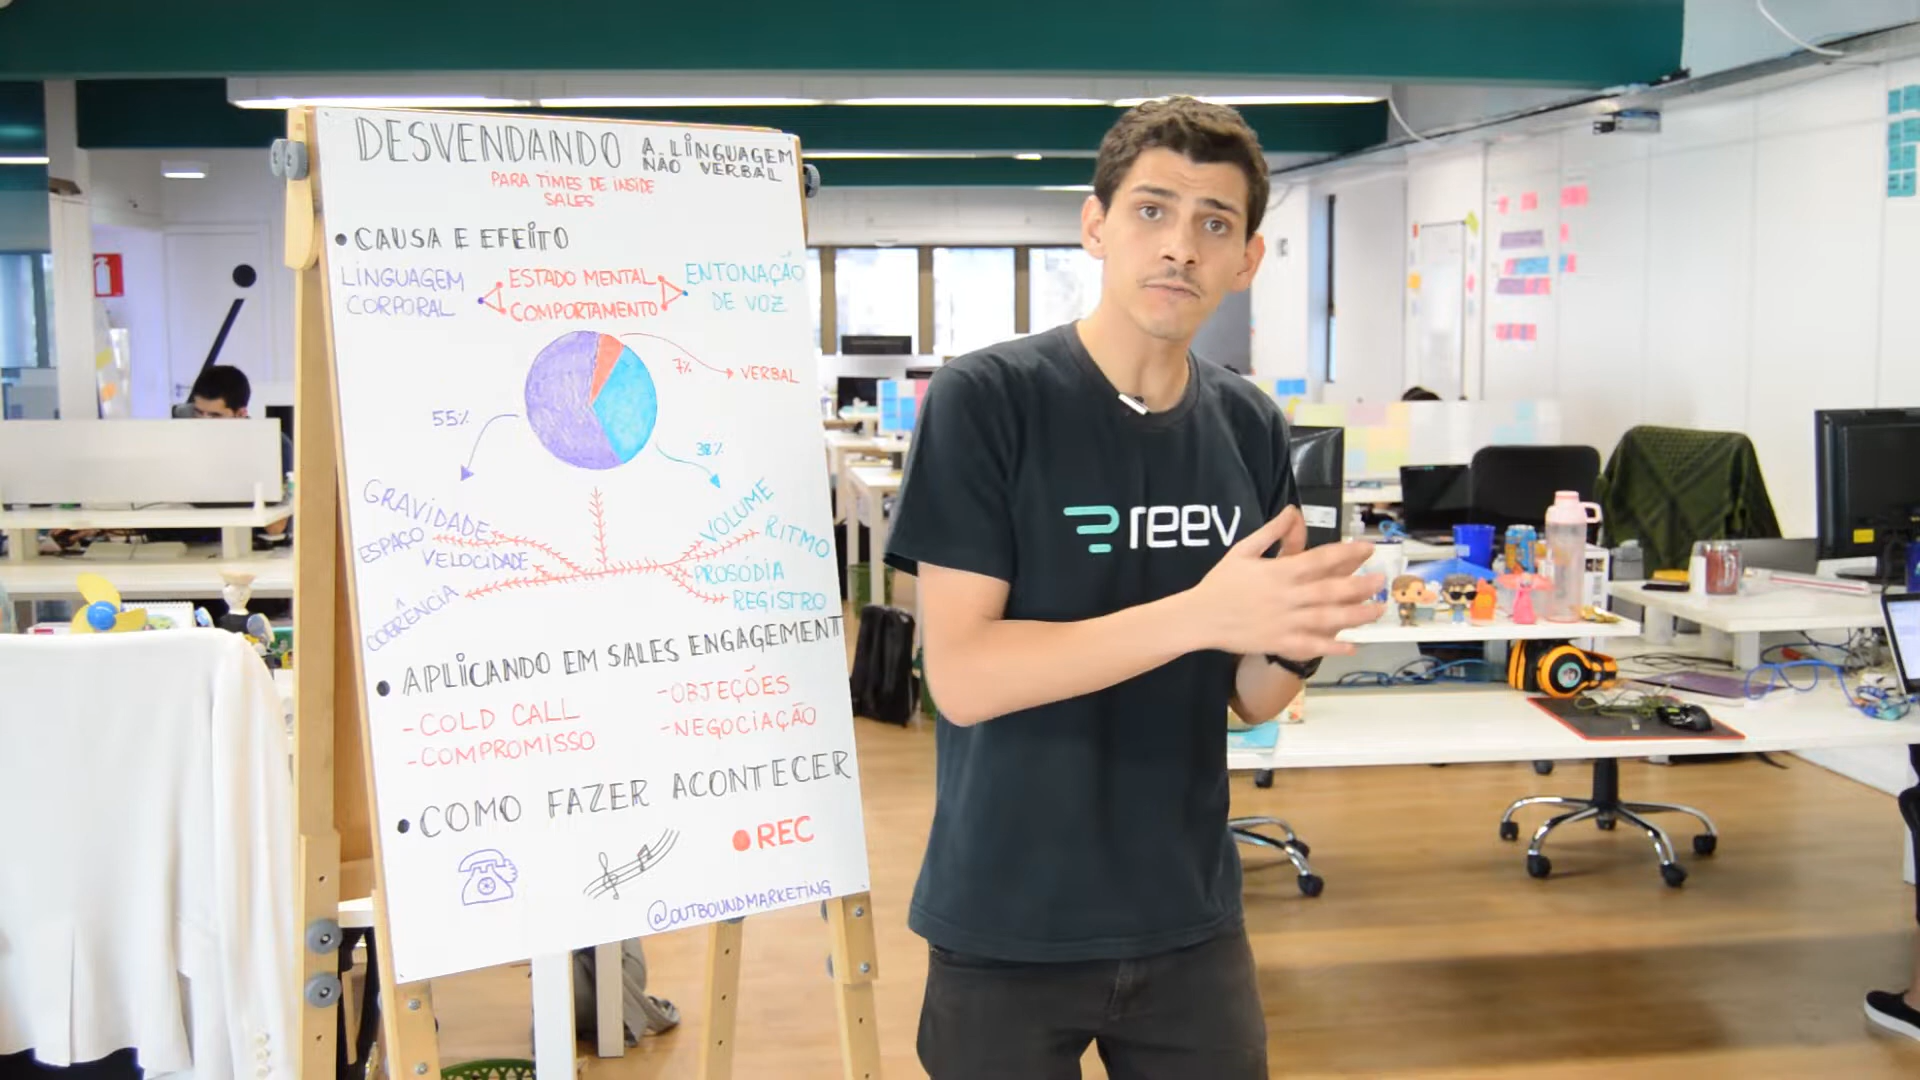 DESVENDANDO A LINGUAGEM
NÃO VERBAL
PARA TIMES DE INSIDE
SALES
• CAUSA E EFEITO
LINGUAGEM
CORPORAL
ESTADO MENTAL
COMPORTAMENTO
ENTONAÇÃO
DE VOZ
7%
VERBAL
55%
38%
GRAVIDADE
ESPAÇO
VELOCIDADE
COERÊNCIA
VOLUME
RITMO
PROSÓDIA
REGISTRO
• APLICANDO EM SALES ENGAGEMENT
- COLD CALL
- COMPROMISSO
- OBJEÇÕES
- NEGOCIAÇÃO
• COMO FAZER ACONTECER
REC
@OUTBOUNDMARKETING
reev